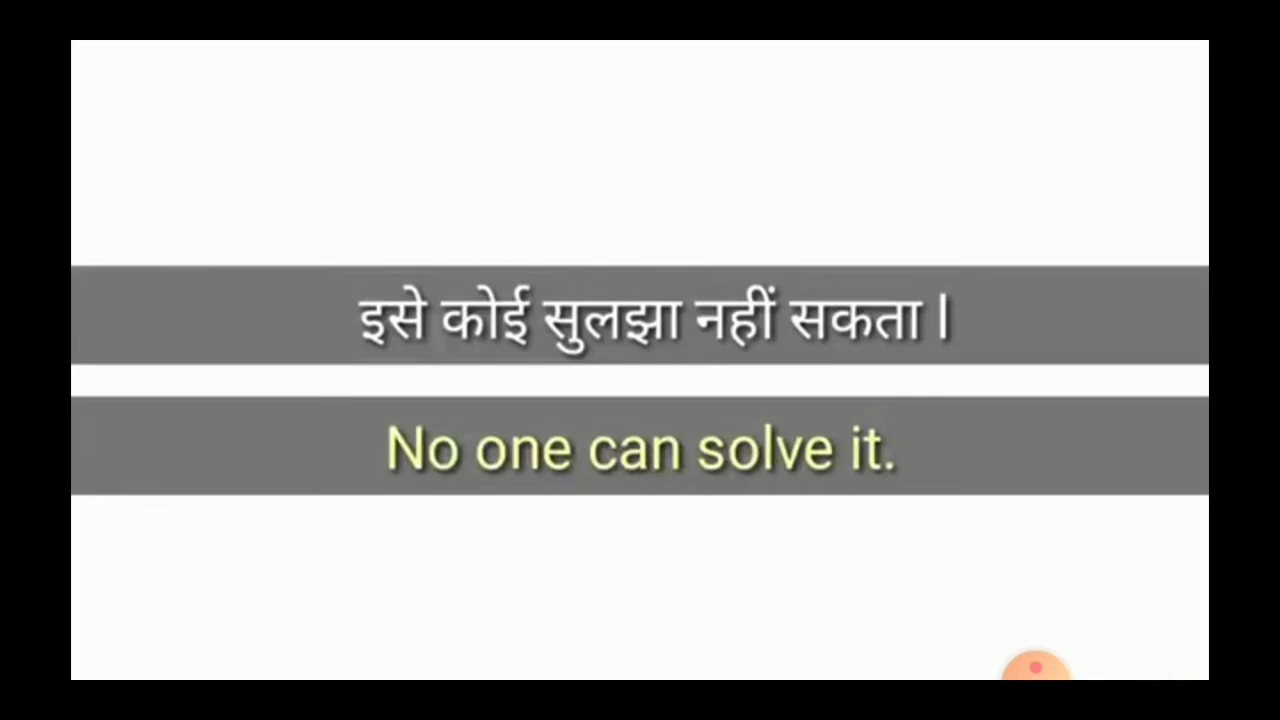 इसे कोई सुलझा नहीं सकता l
No one can solve it.